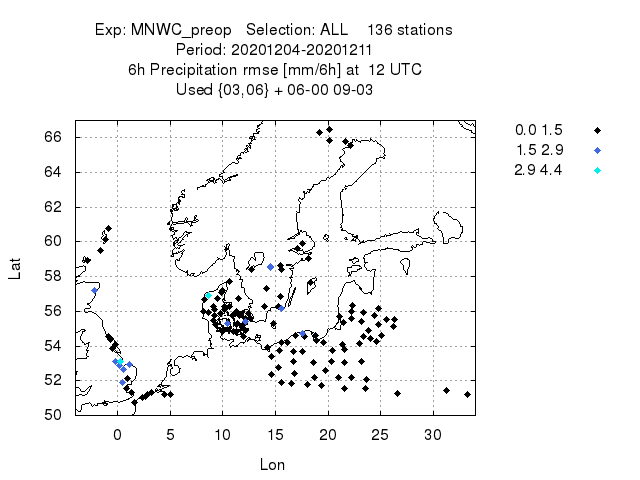 Exp: MNWC_preop Selection: ALL 136 stations
Period: 20201204-20201211
6h Precipitation rmse [mm/6h] at 12 UTC
Used {03,06} + 06-00 09-03
0.0 1.5
1.5 2.9
2.9 4.4
66
64
62
60
58
56
54
52
50
Lat
0 5 10 15 20 25 30
Lon